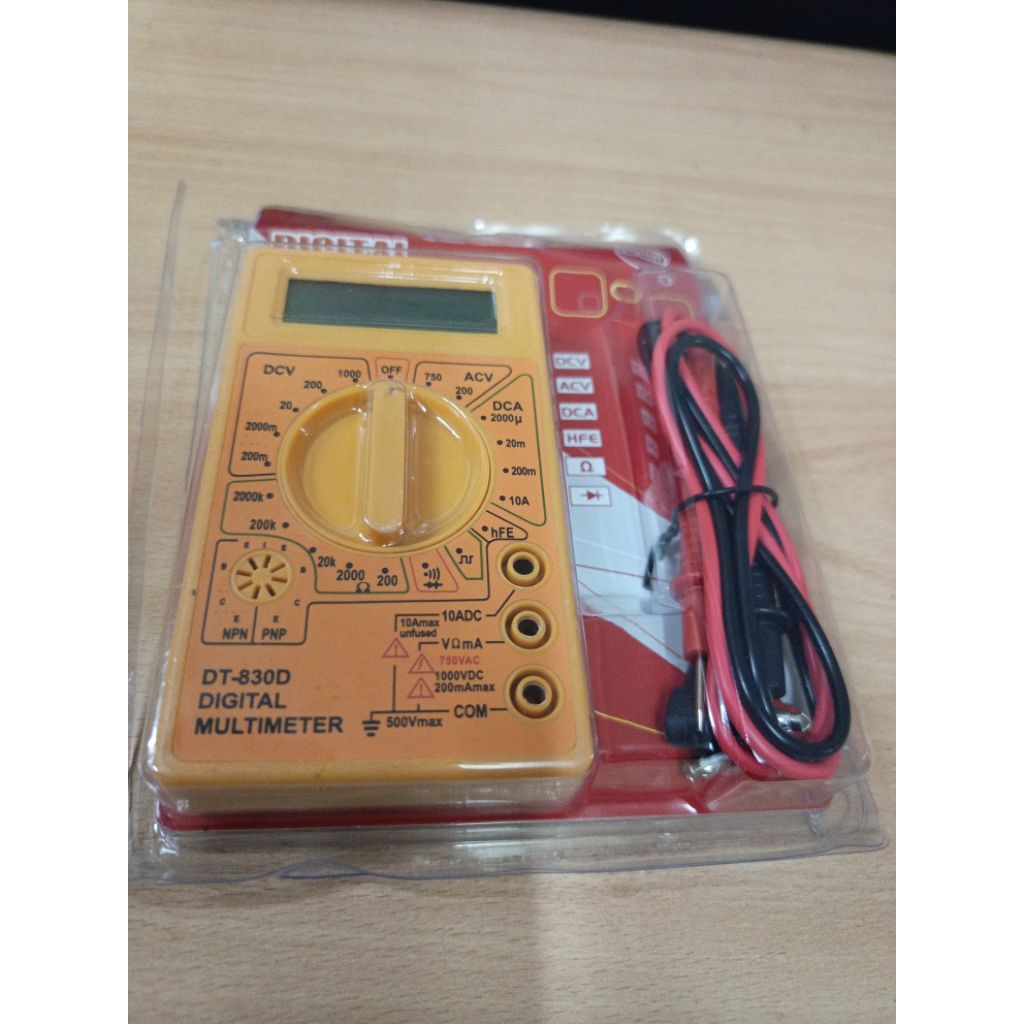 DIGITAL
DCV
1000
OFF
750
ACV
200
200
DCA
20
2000µ
2000m
20m
200m
200m
2000k
10A
200k
hFE
20k
2000
200
Ω
E E E
B B
C C
E E
NPN PNP
10Amax
unfused
10ADC
VΩmA
750VAC
1000VDC
200mAmax
COM
500Vmax
DT-830D
DIGITAL
MULTIMETER
DCV
ACV
DCA
HFE
Ω